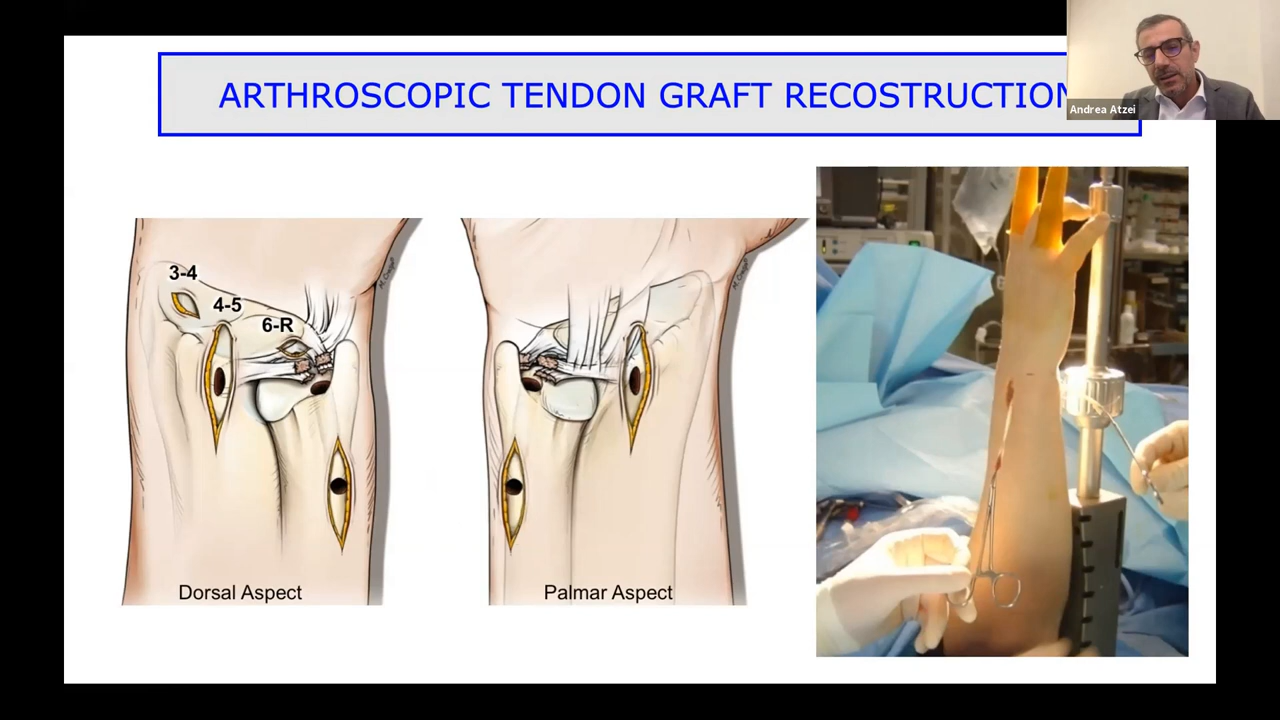 ARTHROSCOPIC TENDON GRAFT RECOSTRUCTION
Andrea Atzei
3-4
4-5
6-R
Dorsal Aspect
Palmar Aspect